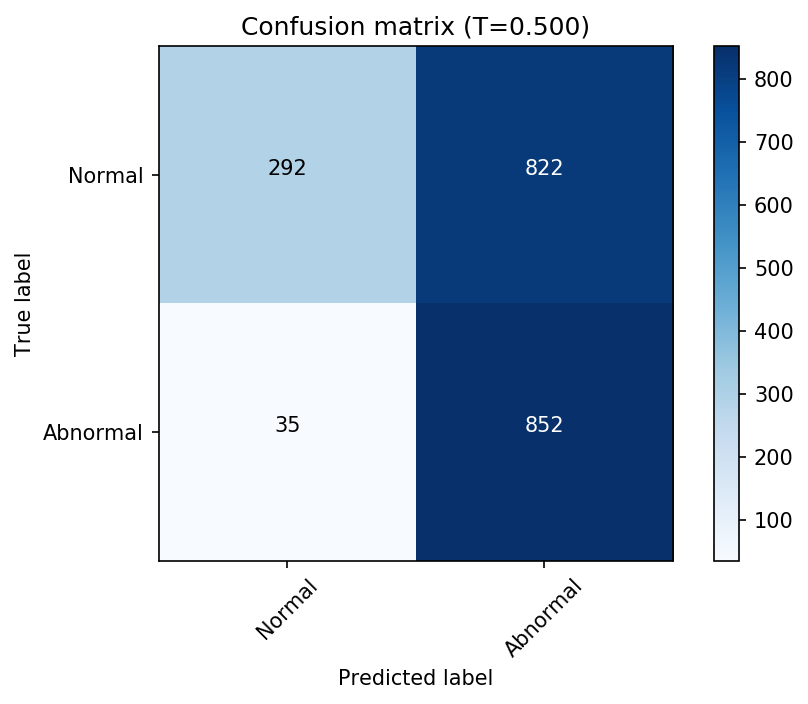 Confusion matrix (T=0.500)
True label
Normal
Abnormal
292
822
35
852
Normal
Abnormal
Predicted label
800
700
600
500
400
300
200
100